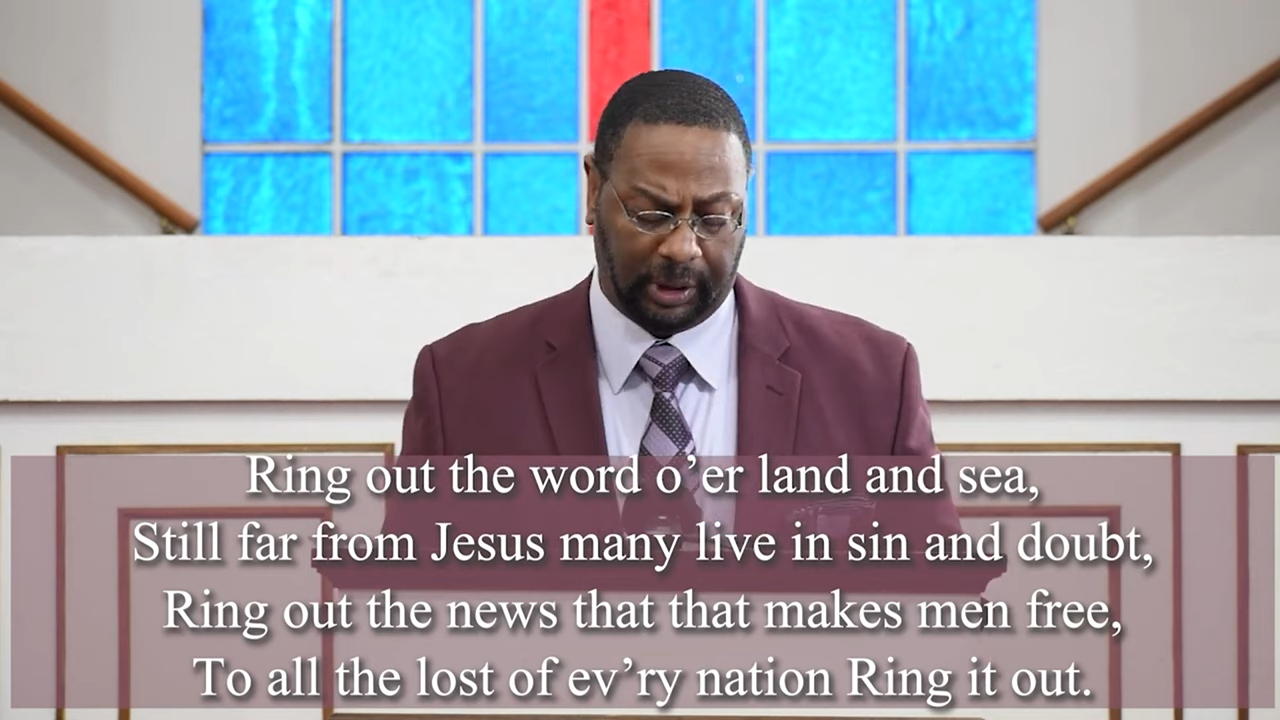 Ring out the word o’er land and sea,
Still far from Jesus many live in sin and doubt,
Ring out the news that that makes men free,
To all the lost of ev’ry nation Ring it out.